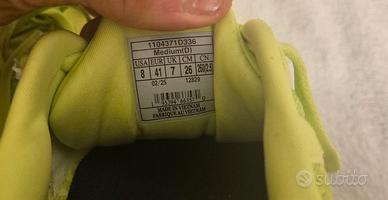 1104371D336
Medium(D)
USA EUR UK CM CN
8 41 7 26 260(2.5)
02/25 12829
MADE IN VIETNAM
FABRIQUÉ AU VIETNAM
subito